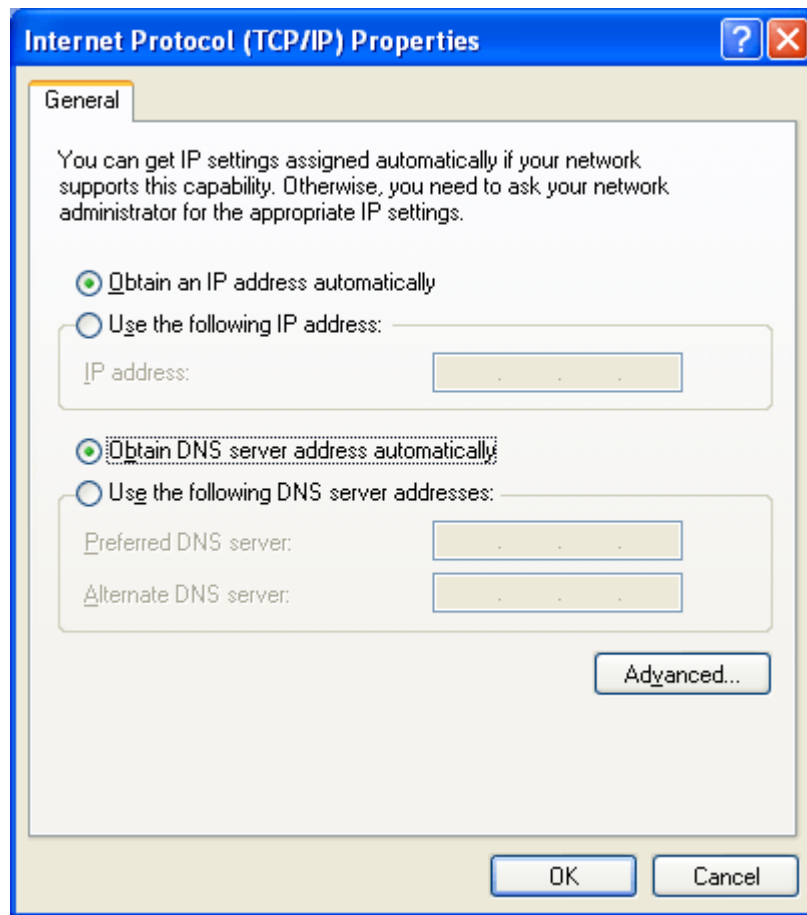 Internet Protocol (TCP/IP) Properties
General
You can get IP settings assigned automatically if your network
supports this capability. Otherwise, you need to ask your network
administrator for the appropriate IP settings.
Obtain an IP address automatically
Use the following IP address:
IP address:
Obtain DNS server address automatically
Use the following DNS server addresses:
Preferred DNS server:
Alternate DNS server:
Advanced...
OK Cancel